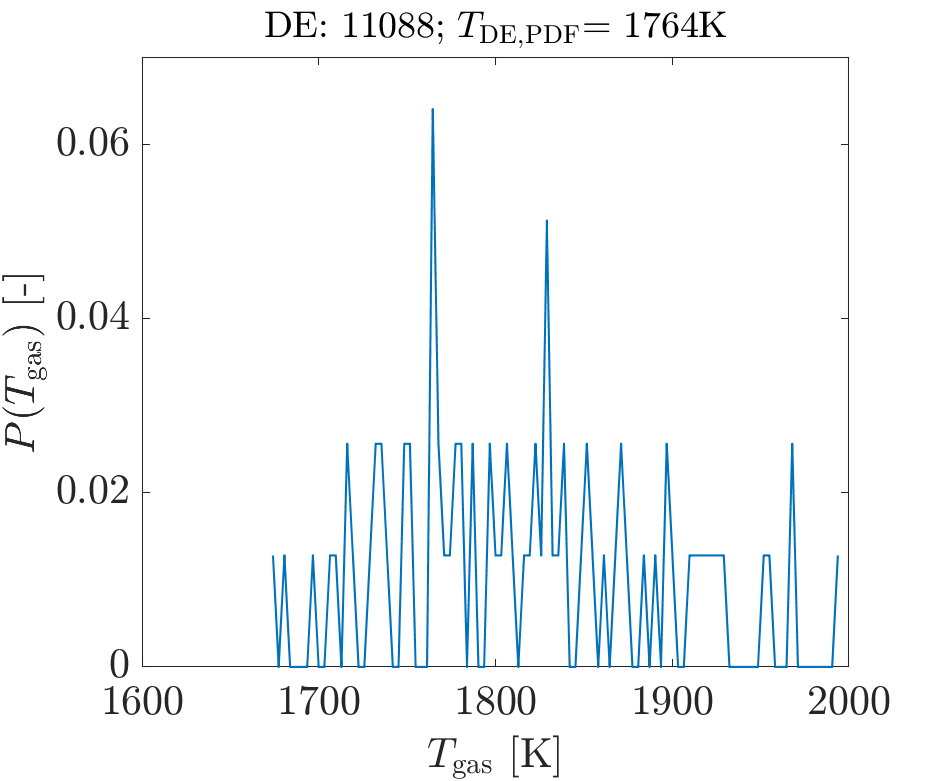 DE: 11088; T_DE,PDF= 1764K
P(T_gas) [-]
0.06
0.04
0.02
0
1600 1700 1800 1900 2000
T_gas [K]